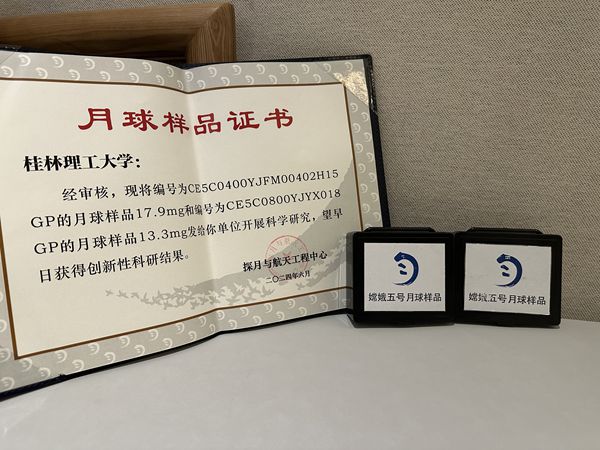 月球样品证书
桂林理工大学：
经审核，现将编号为CE5C0400YJFM00402H15
GP的月球样品17.9mg和编号为CE5C0800YJYX018
GP的月球样品13.3mg发给你单位开展科学研究，望早
日获得创新性科研结果。
探月与航天工程中心
二〇二四年六月
嫦娥五号月球样品
嫦娥五号月球样品